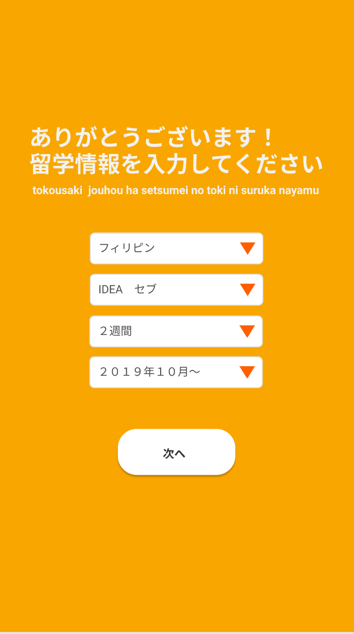 ありがとうございます！
留学情報を入力してください
tokousaki jouhou ha setsumei no toki ni suruka nayamu
フィリピン
IDEA　セブ
２週間
２０１９年１０月〜
次へ